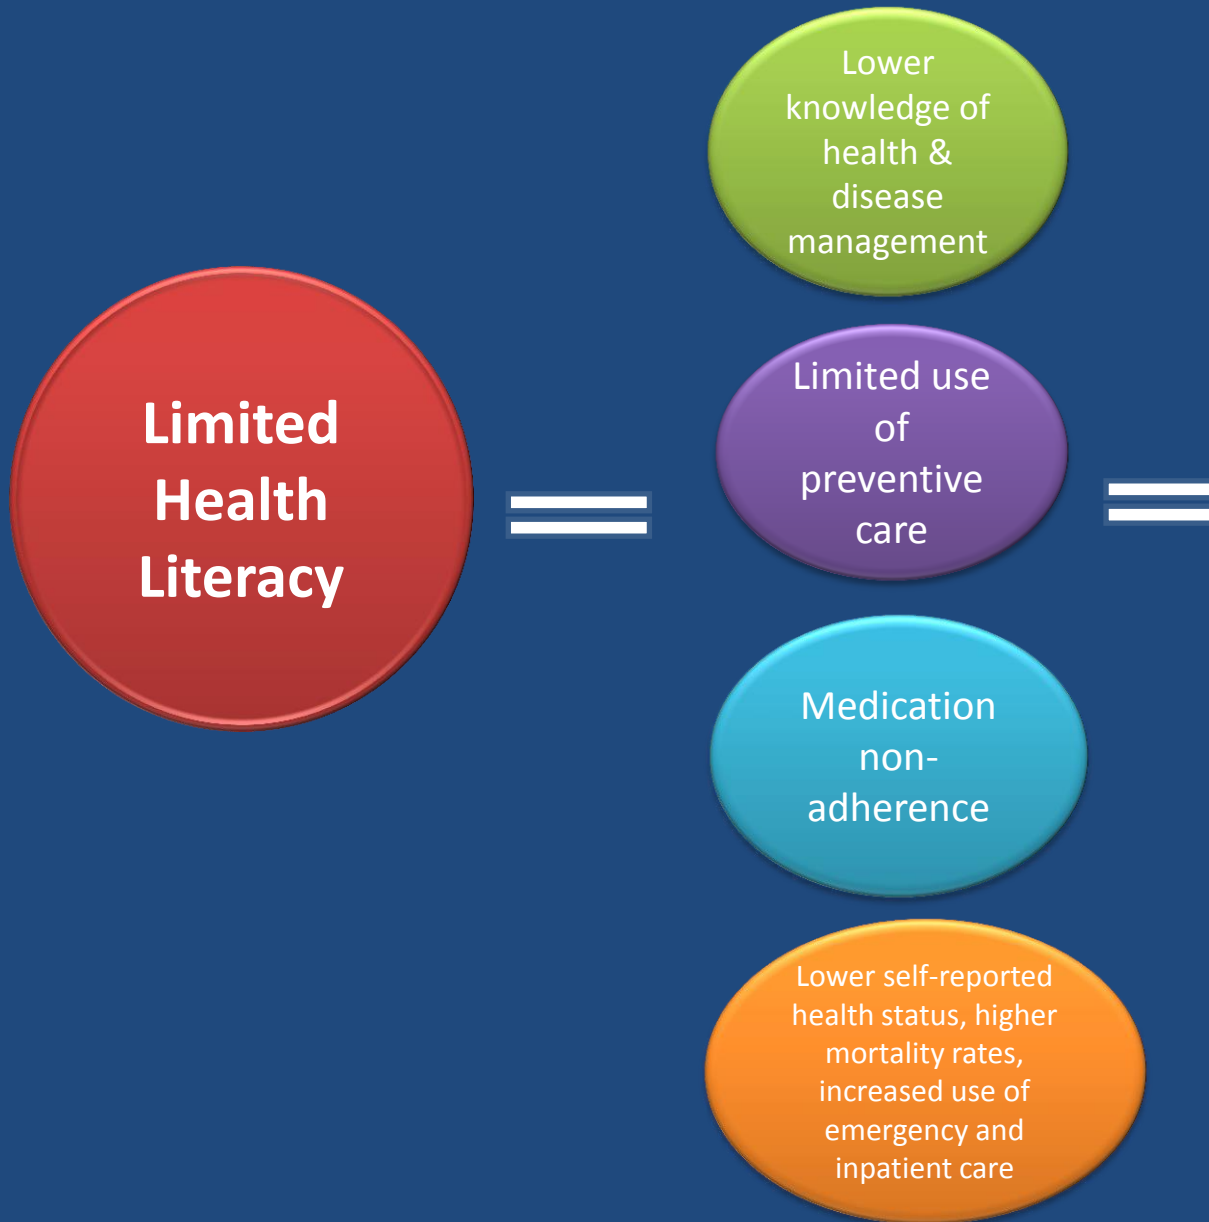 Limited
Health
Literacy
Lower
knowledge of
health &
disease
management
Limited use
of
preventive
care
Medication
non-
adherence
Lower self-reported
health status, higher
mortality rates,
increased use of
emergency and
inpatient care